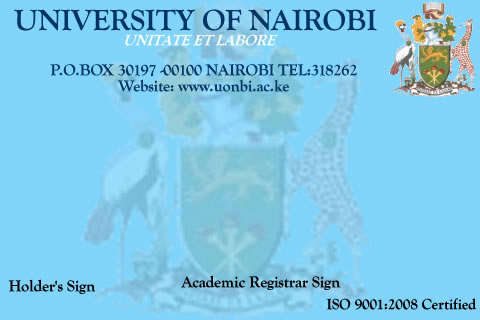 UNIVERSITY OF NAIROBI
UNITATE ET LABORE
P.O.BOX 30197 -00100 NAIROBI TEL:318262
Website: www.uonbi.ac.ke
Holder's Sign
Academic Registrar Sign
ISO 9001:2008 Certified